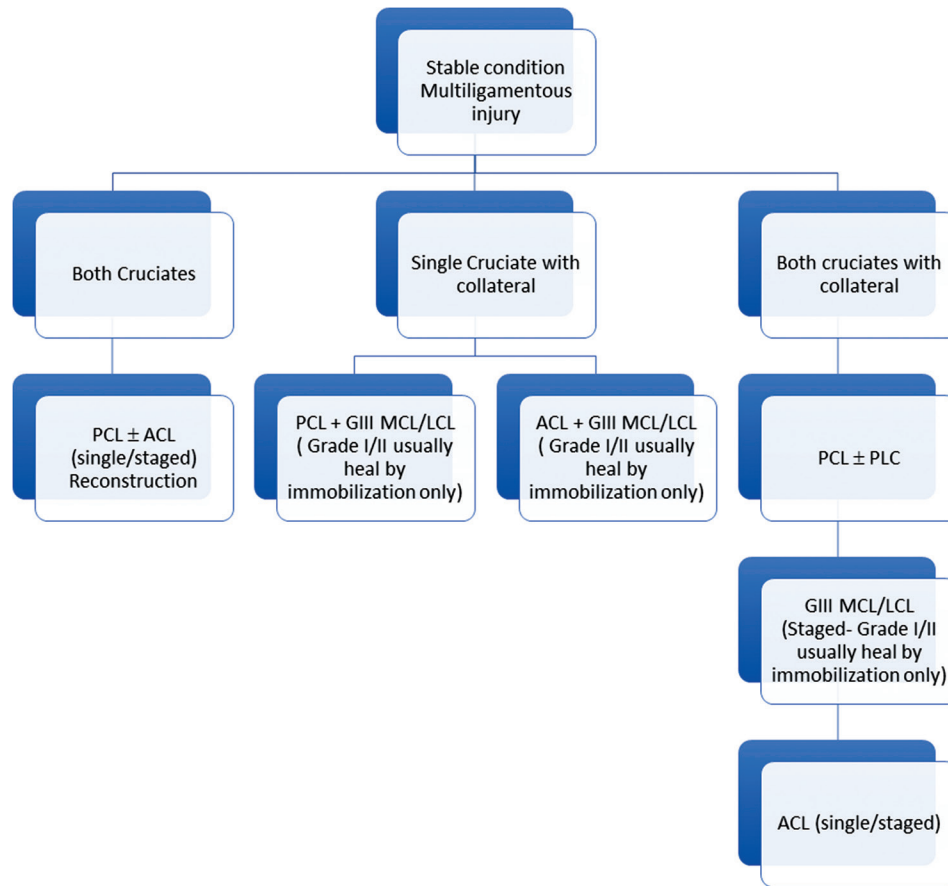 Stable condition
Multiligamentous
injury
Both Cruciates
Single Cruciate with
collateral
Both cruciates with
collateral
PCL ± ACL
(single/staged)
Reconstruction
PCL + GIII MCL/LCL
( Grade I/II usually
heal by
immobilization only)
ACL + GIII MCL/LCL
( Grade I/II usually
heal by
immobilization only)
PCL ± PLC
GIII MCL/LCL
(Staged- Grade I/II
usually heal by
immobilization only)
ACL (single/staged)